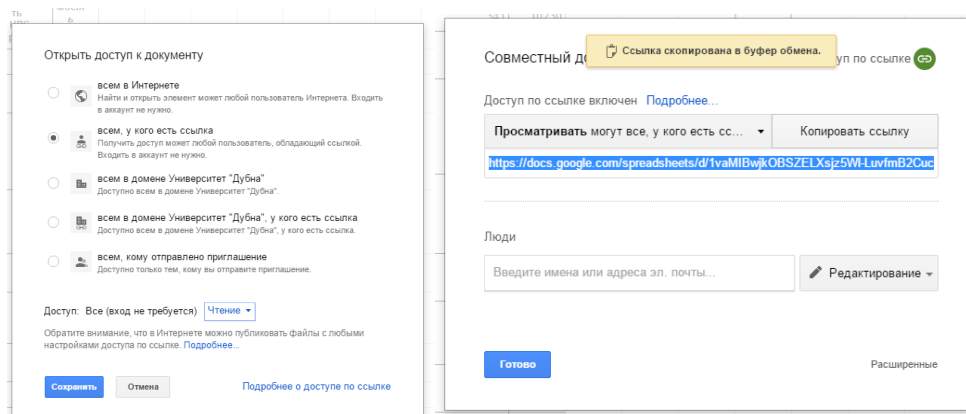 Открыть доступ к документу
всем в Интернете
Найти и открыть элемент может любой пользователь Интернета. Входить
в аккаунт не нужно.
всем, у кого есть ссылка
Получить доступ может любой пользователь, обладающий ссылкой.
Входить в аккаунт не нужно.
всем в домене Университет "Дубна"
Доступно всем в домене Университет "Дубна".
всем в домене Университет "Дубна", у кого есть ссылка
Доступно всем в домене Университет "Дубна", у кого есть ссылка.
всем, кому отправлено приглашение
Доступно только тем, кому вы отправите приглашение.
Доступ: Все (вход не требуется) Чтение
Обратите внимание, что в Интернете можно публиковать файлы с любыми
настройками доступа по ссылке. Подробнее...
Сохранить Отмена Подробнее о доступе по ссылке
Ссылка скопирована в буфер обмена.
Совместный до
уп по ссылке
Доступ по ссылке включен Подробнее...
Просматривать могут все, у кого есть сс... Копировать ссылку
https://docs.google.com/spreadsheets/d/1vaMIBwjkOBSZELXsjz5WI-LuvfmB2Cuc
Люди
Введите имена или адреса эл. почты... Редактирование
Готово Расширенные